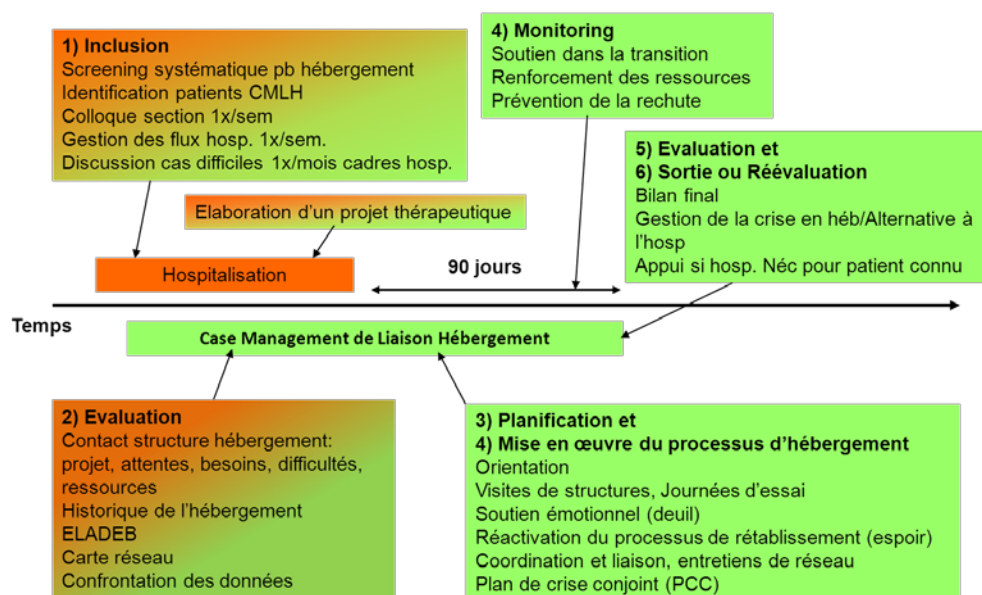 1) Inclusion
Screening systématique pb hébergement
Identification patients CMLH
Colloque section 1x/sem
Gestion des flux hosp. 1x/sem.
Discussion cas difficiles 1x/mois cadres hosp.
4) Monitoring
Soutien dans la transition
Renforcement des ressources
Prévention de la rechute
5) Evaluation et
6) Sortie ou Réévaluation
Bilan final
Gestion de la crise en héb/Alternative à
l'hosp
Appui si hosp. Néc pour patient connu
Elaboration d'un projet thérapeutique
Hospitalisation
90 jours
Temps
Case Management de Liaison Hébergement
2) Evaluation
Contact structure hébergement:
projet, attentes, besoins, difficultés,
ressources
Historique de l'hébergement
ELADEB
Carte réseau
Confrontation des données
3) Planification et
4) Mise en œuvre du processus d'hébergement
Orientation
Visites de structures, Journées d'essai
Soutien émotionnel (deuil)
Réactivation du processus de rétablissement (espoir)
Coordination et liaison, entretiens de réseau
Plan de crise conjoint (PCC)